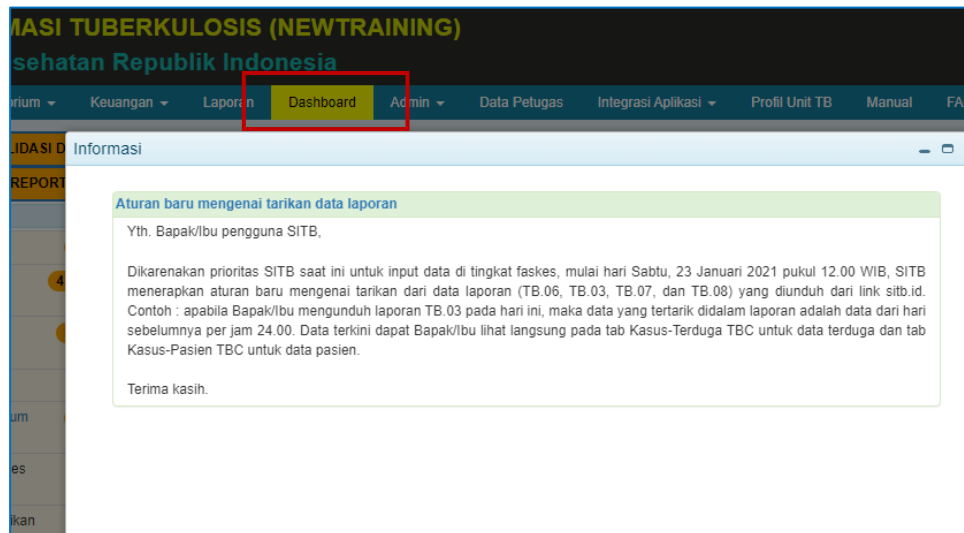 MASI TUBERKULOSIS (NEWTRAINING)
sehatan Republik Indonesia
orium Keuangan Laporan Dashboard Admin Data Petugas Integrasi Aplikasi Profil Unit TB Manual FA
LIDASI D
Informasi
REPORT
Aturan baru mengenai tarikan data laporan
Yth. Bapak/Ibu pengguna SITB,
4
Dikarenakan prioritas SITB saat ini untuk input data di tingkat faskes, mulai hari Sabtu, 23 Januari 2021 pukul 12.00 WIB, SITB
menerapkan aturan baru mengenai tarikan dari data laporan (TB.06, TB.03, TB.07, dan TB.08) yang diunduh dari link sitb.id.
Contoh : apabila Bapak/Ibu mengunduh laporan TB.03 pada hari ini, maka data yang tertarik didalam laporan adalah data dari hari
sebelumnya per jam 24.00. Data terkini dapat Bapak/Ibu lihat langsung pada tab Kasus-Terduga TBC untuk data terduga dan tab
Kasus-Pasien TBC untuk data pasien.
Terima kasih.
um
es
ikan